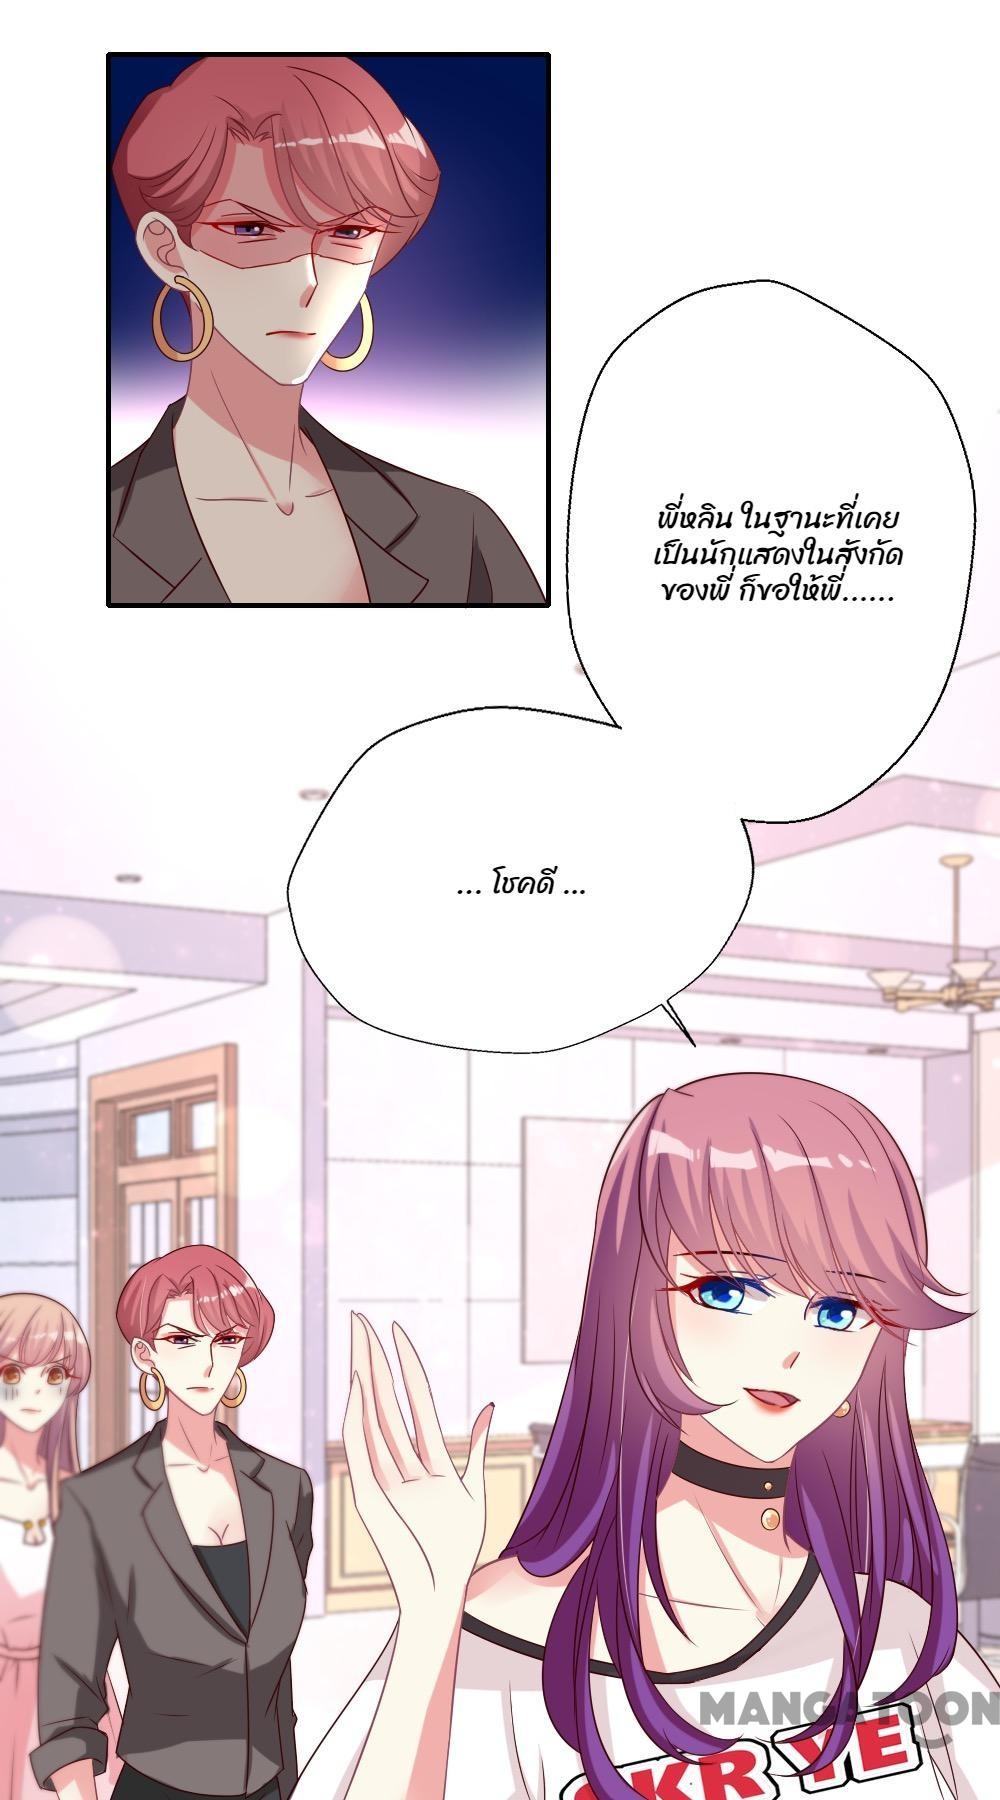 พี่หลิน ในฐานะที่เคย
เป็นนักแสดงในสังกัด
ของพี่ ก็ขอให้พี่......
... โชคดี ...
MANGATOON
SKR YE